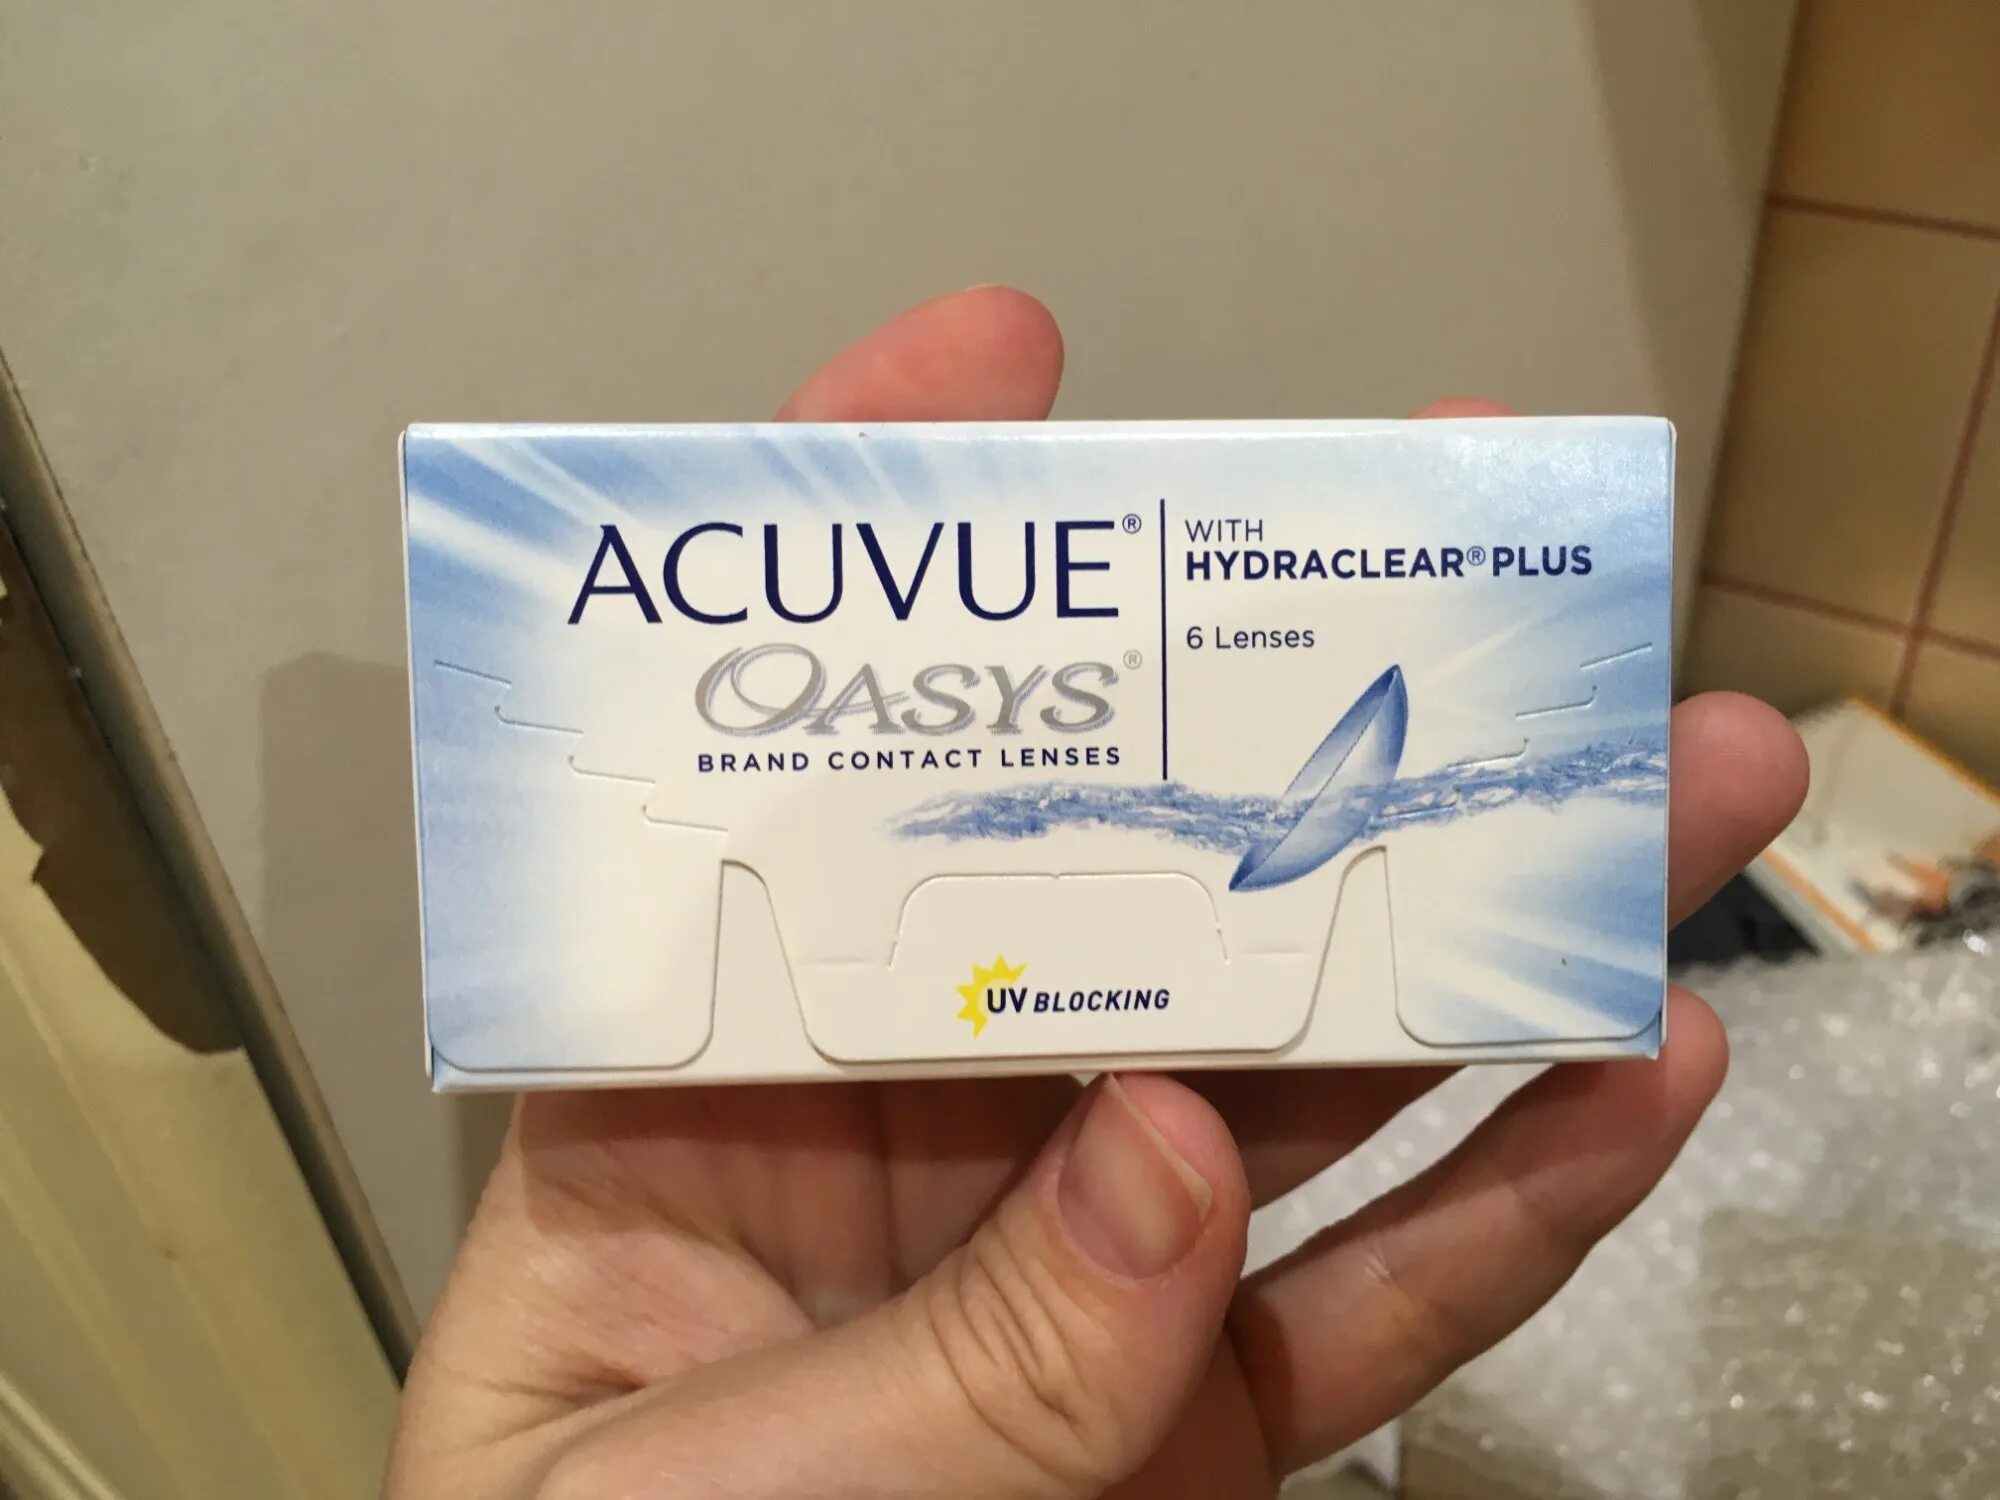 ACUVUE®
OASYS®
BRAND CONTACT LENSES
WITH
HYDRACLEAR® PLUS
6 Lenses
UV BLOCKING